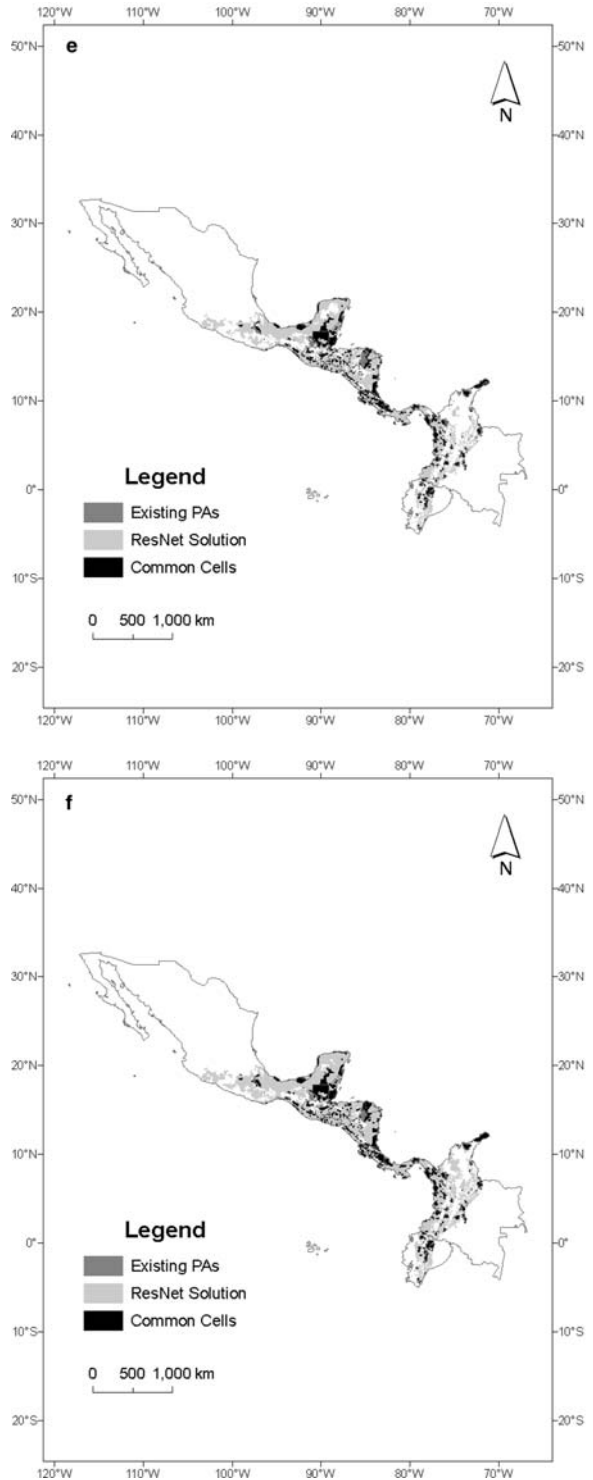 120°W 110°W 100°W 90°W 80°W 70°W
e
50°N 50°N
N
40°N 40°N
30°N 30°N
20°N 20°N
10°N 10°N
Legend
0° 0°
Existing PAs
ResNet Solution
Common Cells
10°S 10°S
0 500 1,000 km
20°S 20°S
120°W 110°W 100°W 90°W 80°W 70°W
120°W 110°W 100°W 90°W 80°W 70°W
f
50°N 50°N
N
40°N 40°N
30°N 30°N
20°N 20°N
10°N 10°N
Legend
0° 0°
Existing PAs
ResNet Solution
Common Cells
10°S 10°S
0 500 1,000 km
20°S 20°S
120°W 110°W 100°W 90°W 80°W 70°W